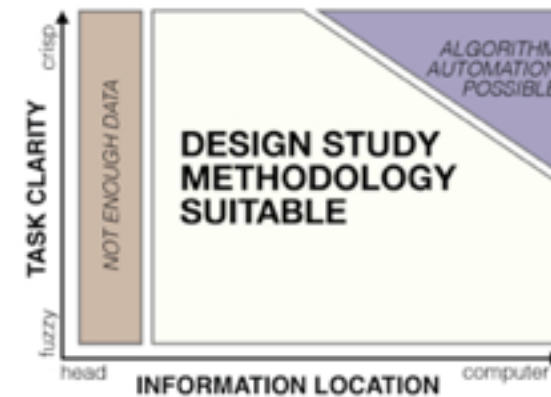 crisp
TASK CLARITY
fuzzy
NOT ENOUGH DATA
DESIGN STUDY
METHODOLOGY
SUITABLE
ALGORITHM
AUTOMATION
POSSIBLE
head
INFORMATION LOCATION
computer